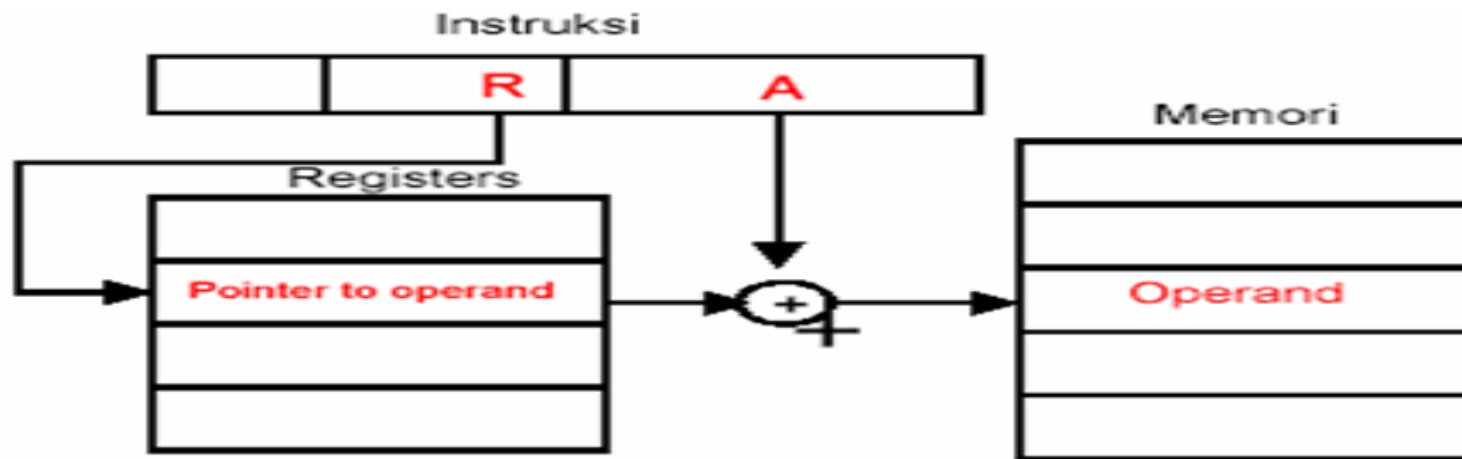 Instruksi
R
A
Memori
Registers
Pointer to operand
+
Operand